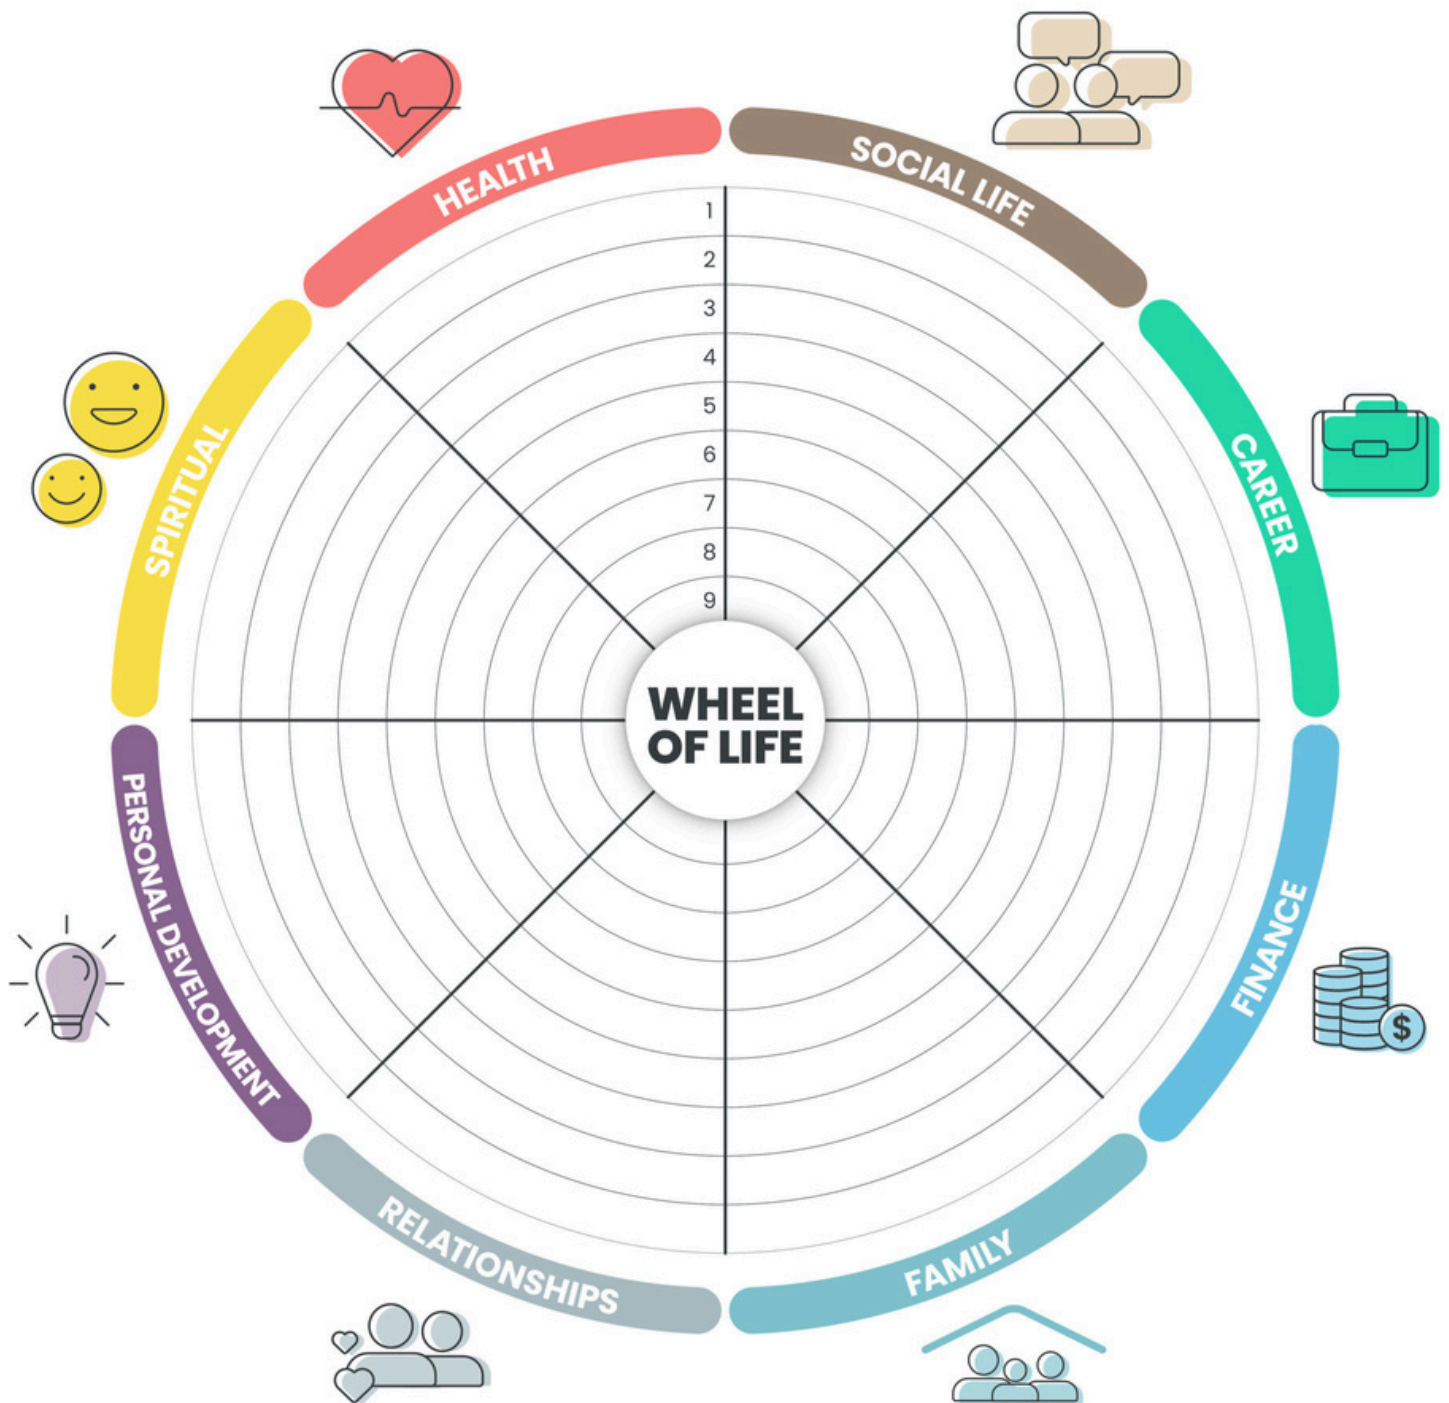 HEALTH
SOCIAL LIFE
CAREER
FINANCE
FAMILY
RELATIONSHIPS
PERSONAL DEVELOPMENT
SPIRITUAL
1
2
3
4
5
6
7
8
9
WHEEL
OF LIFE
$